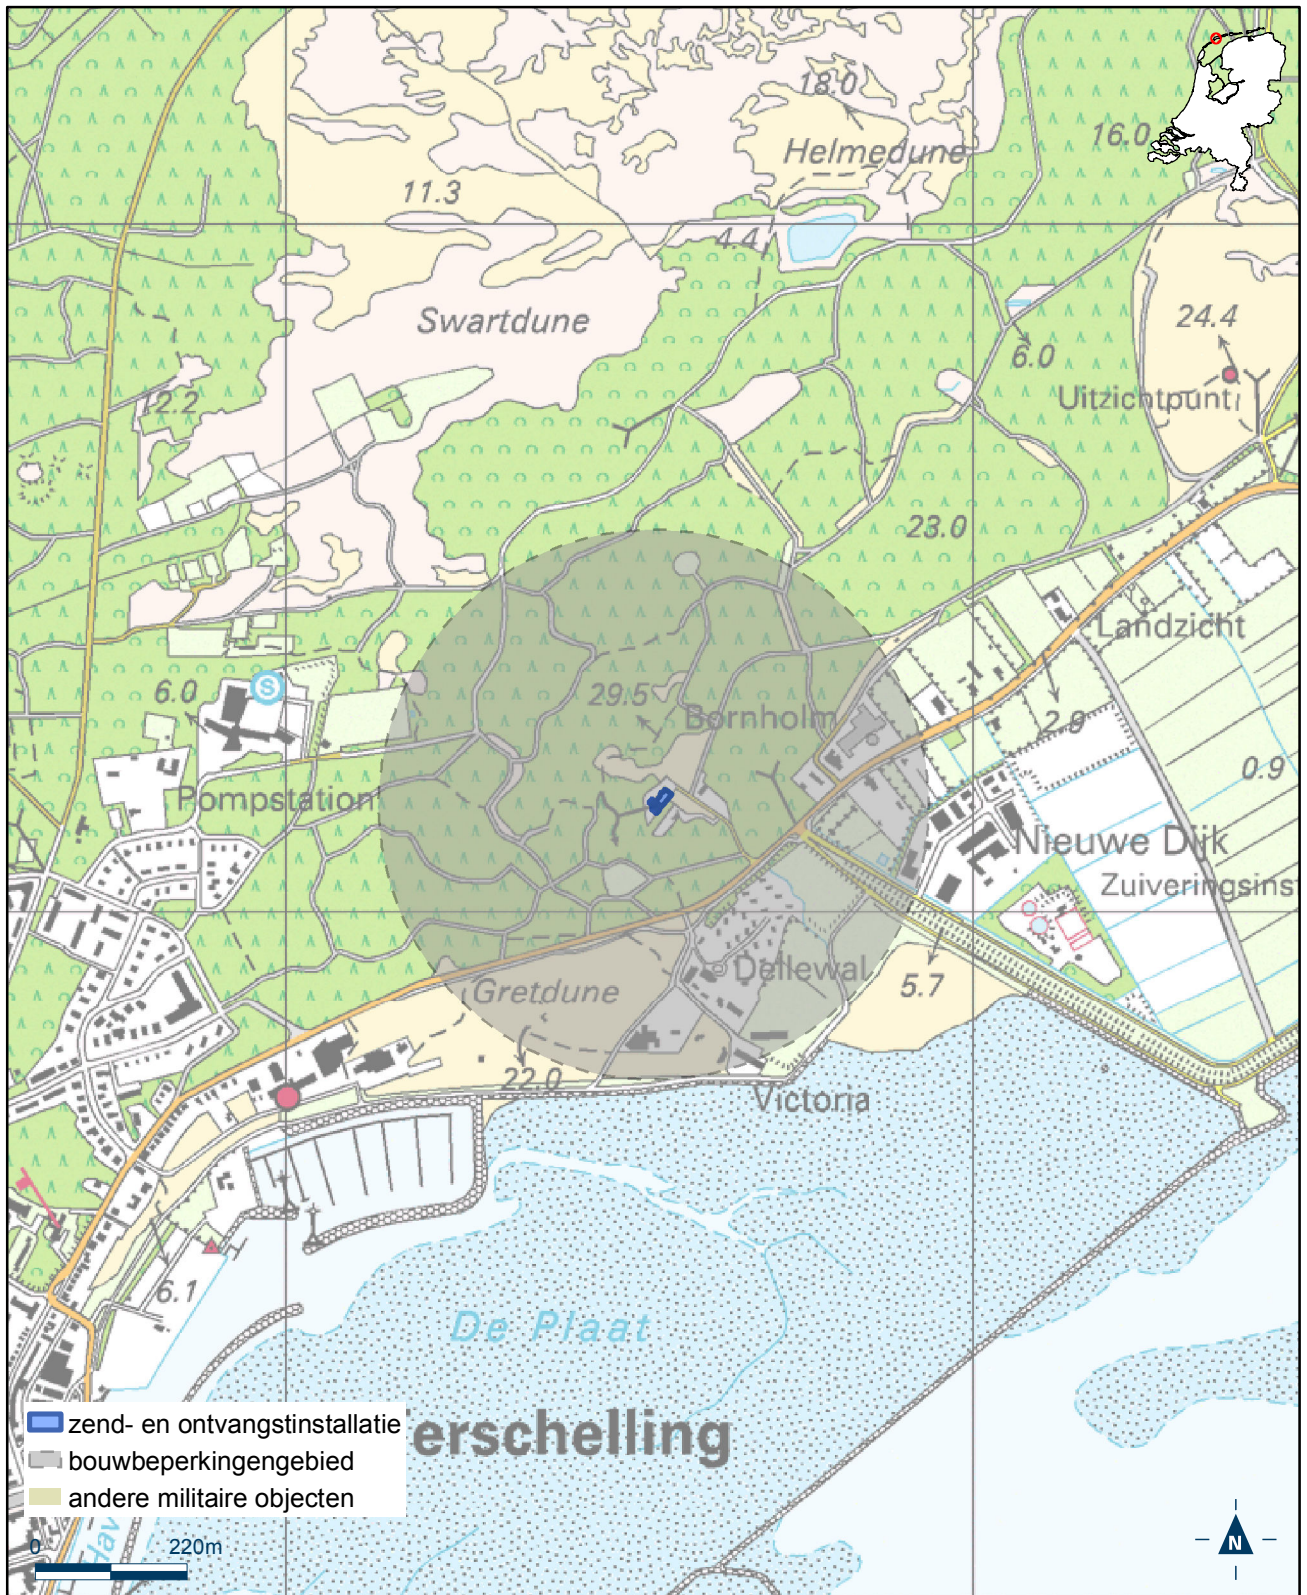 18.0
Helmedune
16.0
11.3
4.4
Swartdune
24.4
6.0
Uitzichtpunt
12.2
23.0
Landzicht
6.0
29.5
Bornholm
2.9
0.9
Pompstation
Nieuwe Dijk
Zuiveringsinst
Dellewal
5.7
Gretdune
22.0
Victoria
6.1
De Plaat
erschelling
zend- en ontvangstinstallatie
bouwbeperkingengebied
andere militaire objecten
Hav
0 220m
N
S